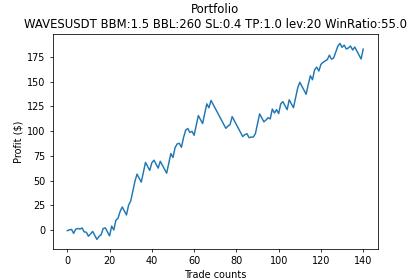 Portfolio
WAVESUSDT BBM:1.5 BBL:260 SL:0.4 TP:1.0 lev:20 WinRatio:55.0
175
150
125
100
75
50
25
0
Profit ($)
0 20 40 60 80 100 120 140
Trade counts